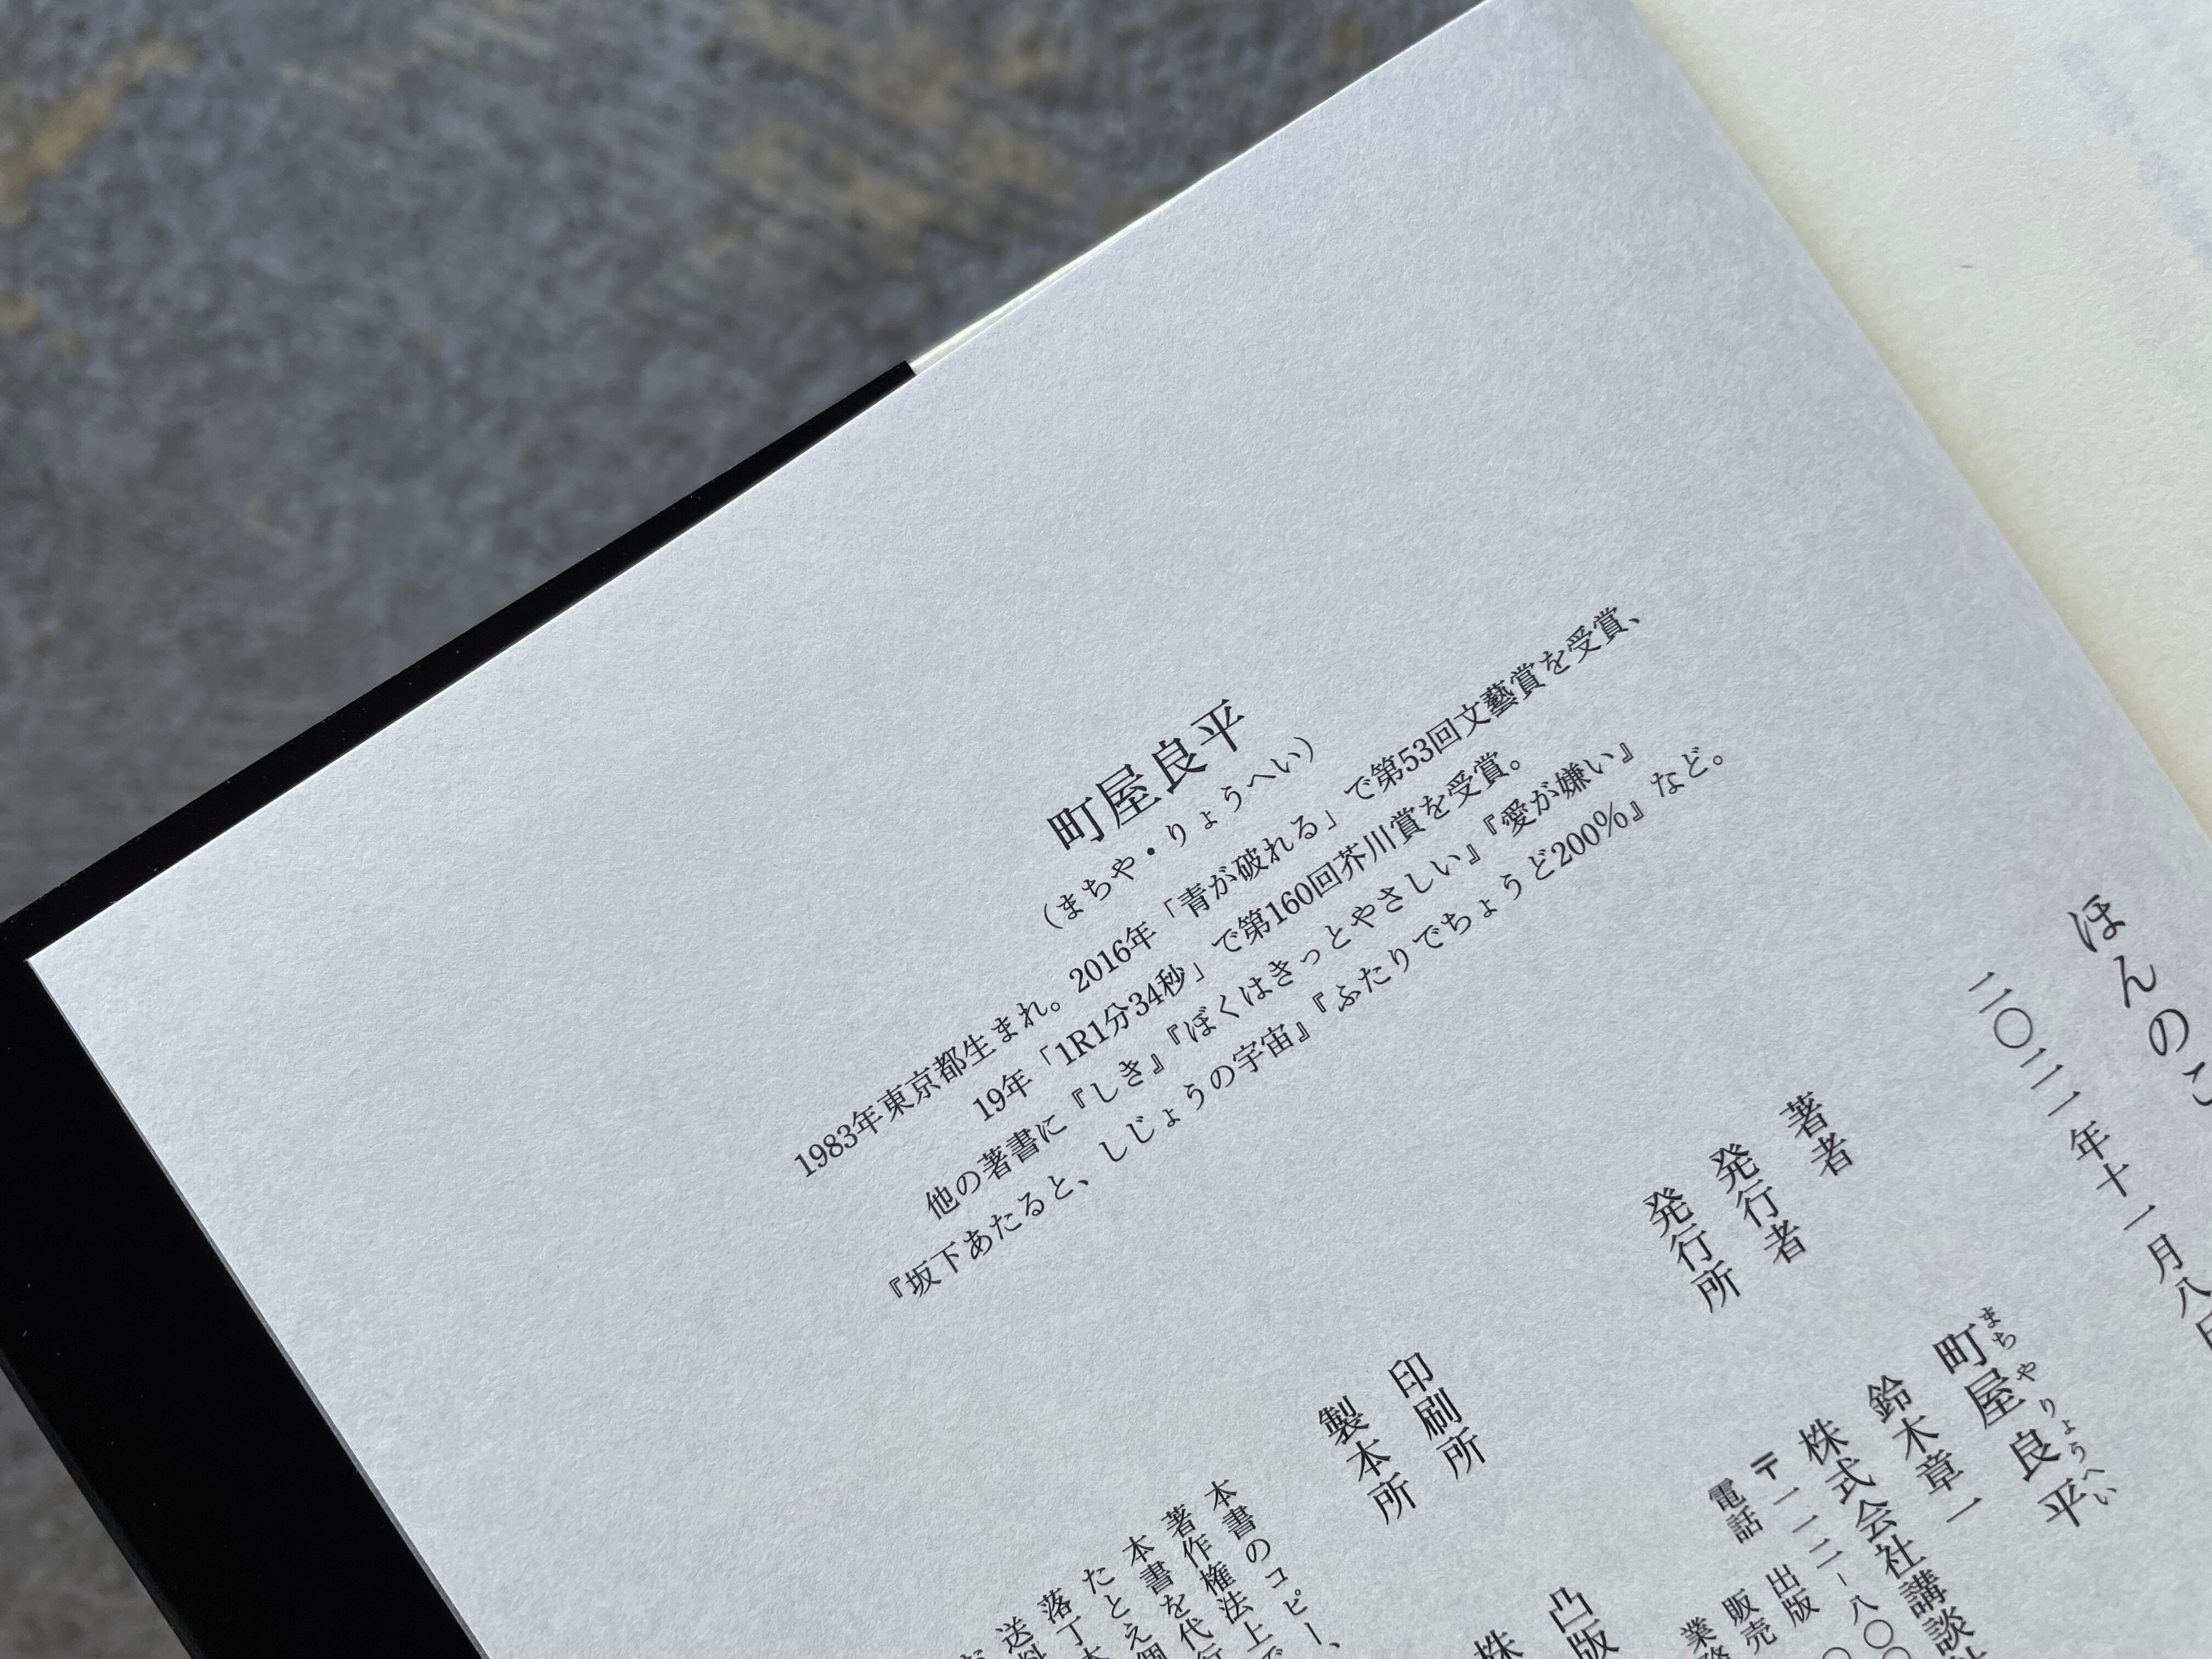 町屋良平
（まちや・りょうへい）
1983年東京都生まれ。2016年「青が破れる」で第53回文藝賞を受賞、
19年「1R1分34秒」で第160回芥川賞を受賞。
他の著書に『しき』『ぼくはきっとやさしい』『愛が嫌い』
『坂下あたると、しじょうの宇宙』『ふたりでちょうど200%』など。
ほんのこ
二〇二一年十一月八日
著者
町屋良平
まちやりょうへい
発行者
鈴木章一
発行所
株式会社講談社
〒一一二-八〇
電話
出版
販売
業務
印刷所
凸版
製本所
株
本書のコピー、
著作権法上で
本書を代行
たとえ個
落丁本
送料